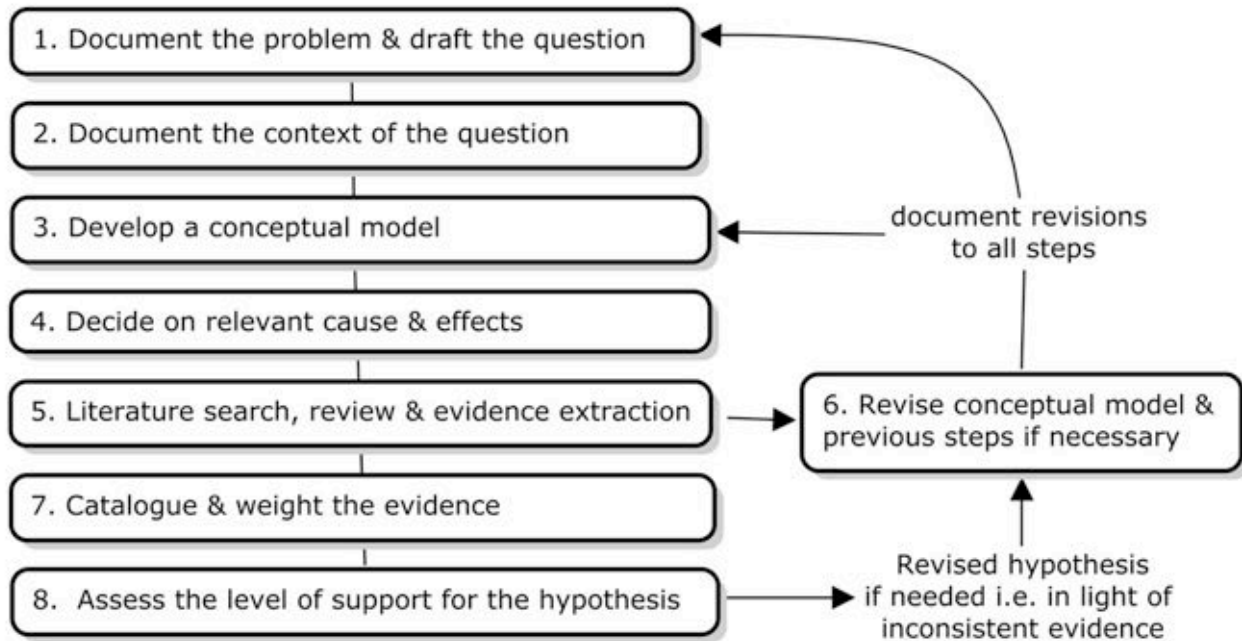 1. Document the problem & draft the question
2. Document the context of the question
3. Develop a conceptual model
document revisions
to all steps
4. Decide on relevant cause & effects
5. Literature search, review & evidence extraction
6. Revise conceptual model &
previous steps if necessary
7. Catalogue & weight the evidence
8. Assess the level of support for the hypothesis
Revised hypothesis
if needed i.e. in light of
inconsistent evidence